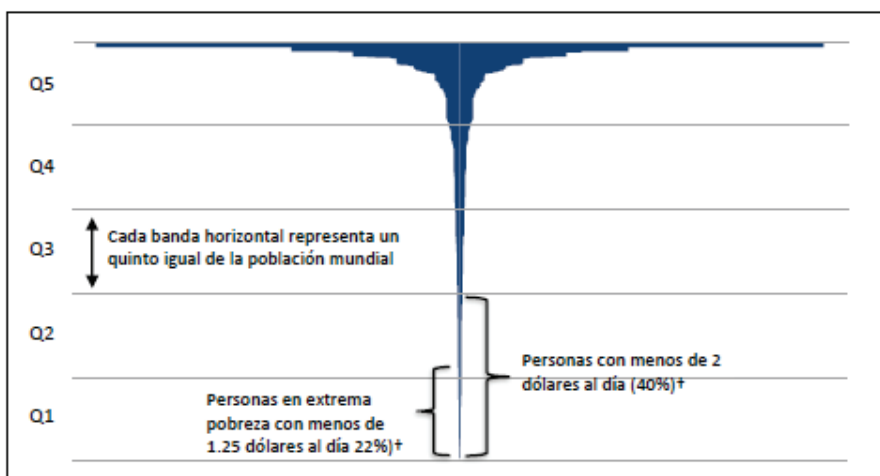 Q5
Q4
Q3
Cada banda horizontal representa un
quinto igual de la población mundial
Q2
Personas con menos de 2
dólares al día (40%)†
Q1
Personas en extrema
pobreza con menos de
1.25 dólares al día 22%)†